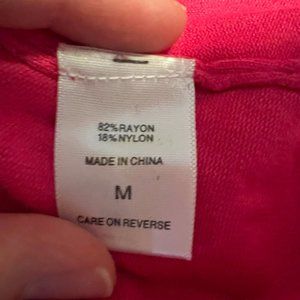 82%RAYON
18%NYLON
MADE IN CHINA
M
CARE ON REVERSE